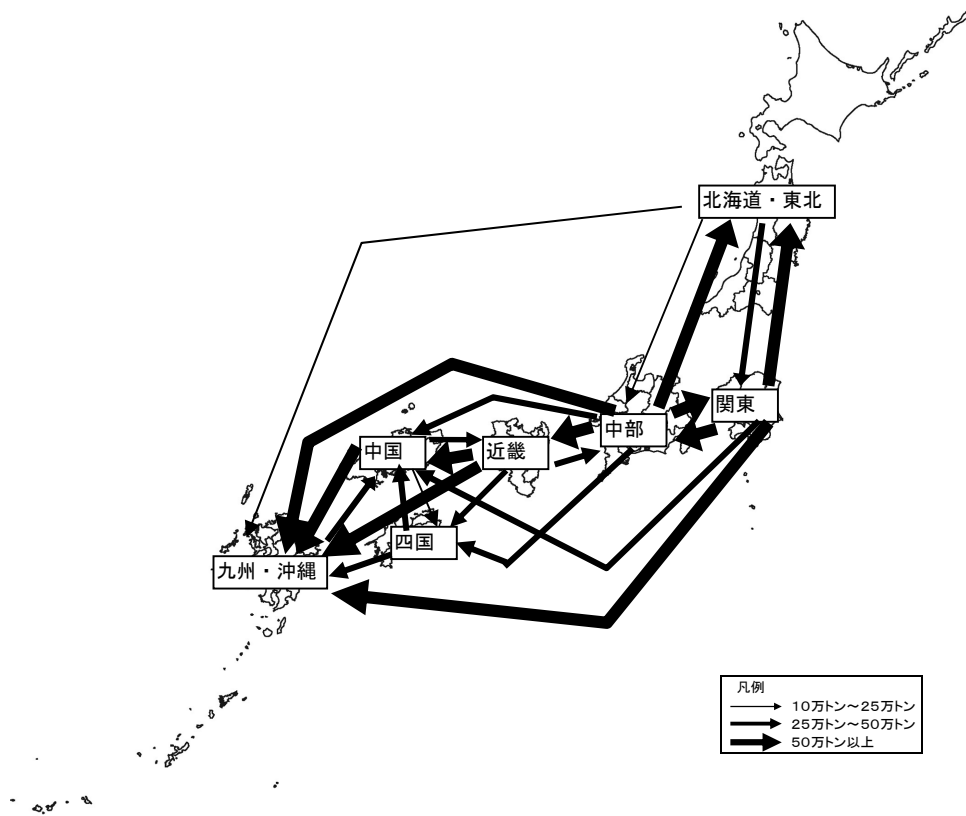 北海道・東北
関東
中部
近畿
中国
四国
九州・沖縄
凡例
10万トン～25万トン
25万トン～50万トン
50万トン以上